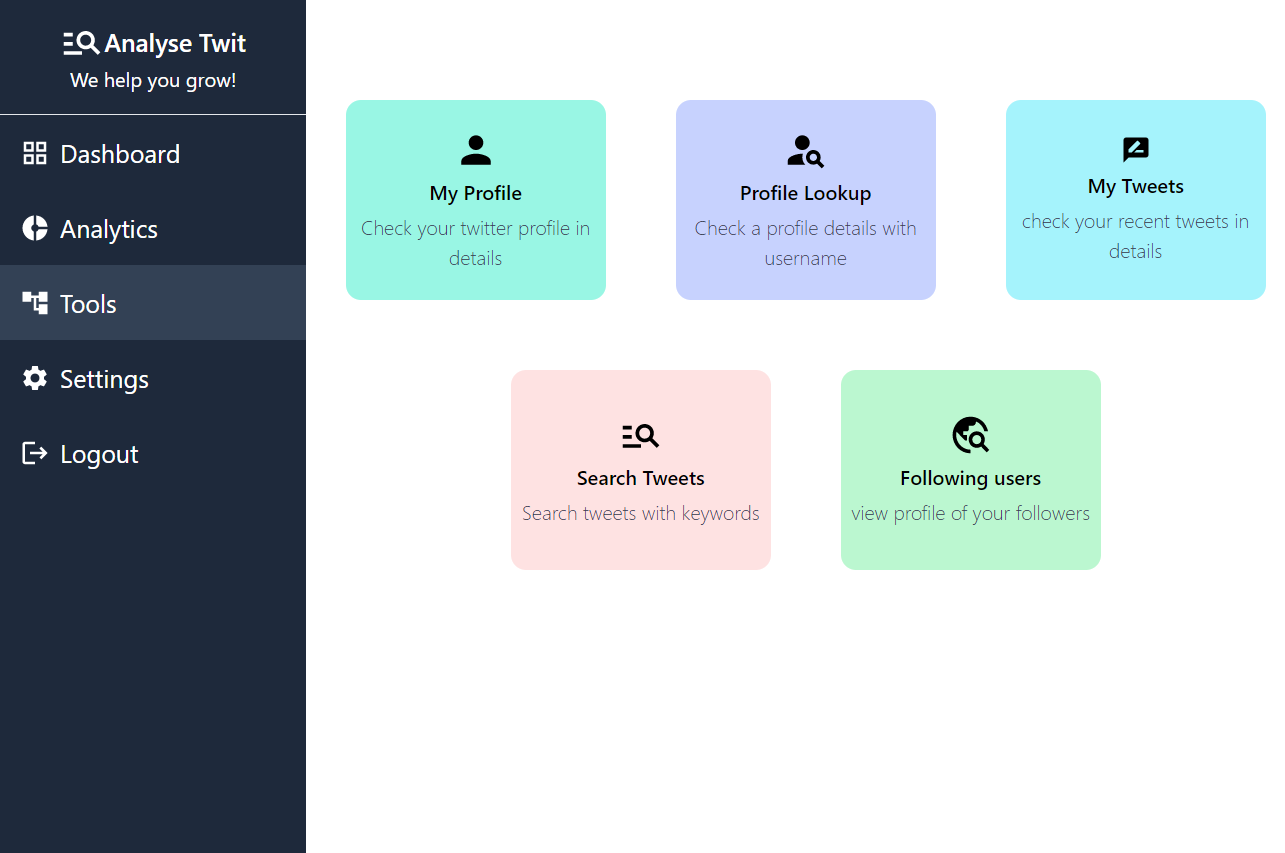 Analyse Twit
We help you grow!
Dashboard
Analytics
Tools
Settings
Logout
My Profile
Check your twitter profile in
details
Profile Lookup
Check a profile details with
username
My Tweets
check your recent tweets in
details
Search Tweets
Search tweets with keywords
Following users
view profile of your followers